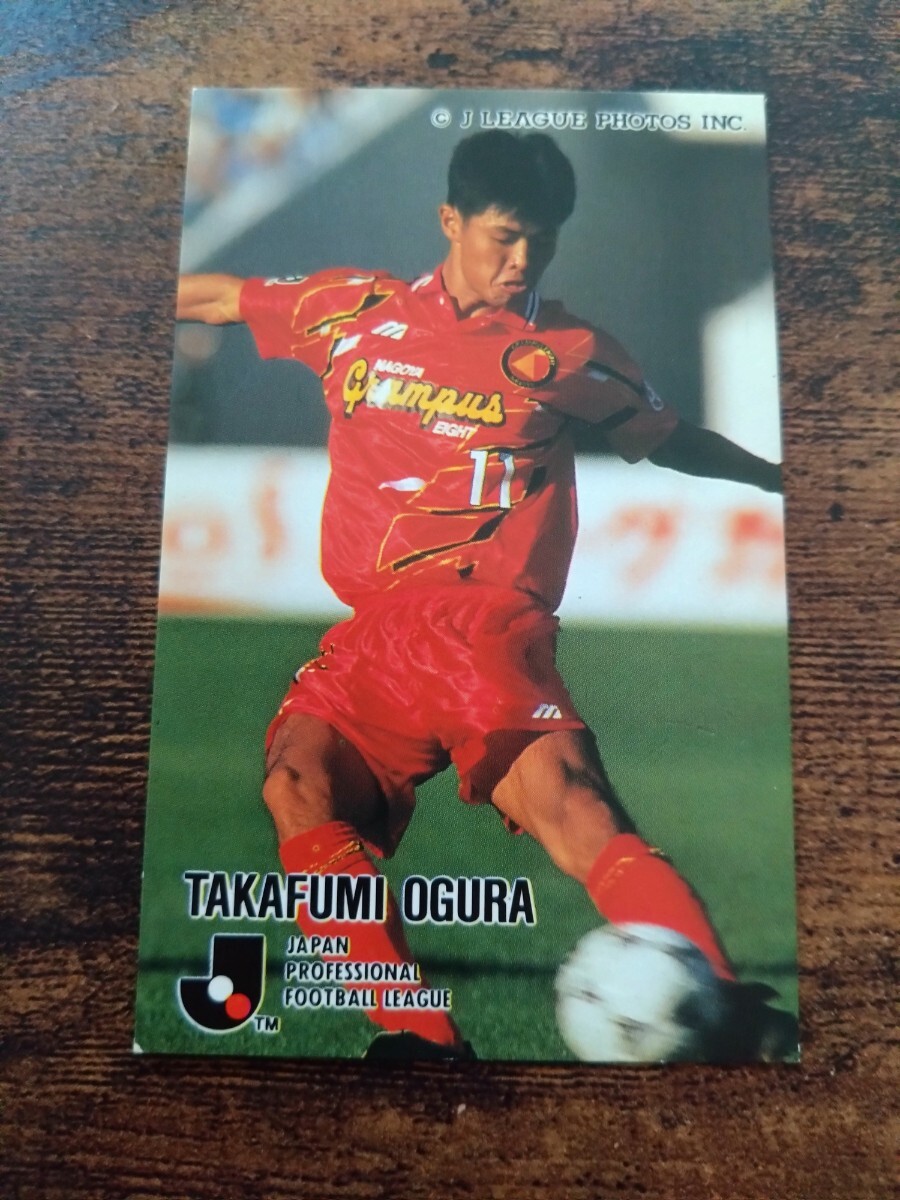 © J LEAGUE PHOTOS INC.
NAGOYA
Grampus
EIGHT
11
TAKAFUMI OGURA
JAPAN
PROFESSIONAL
FOOTBALL LEAGUE
TM